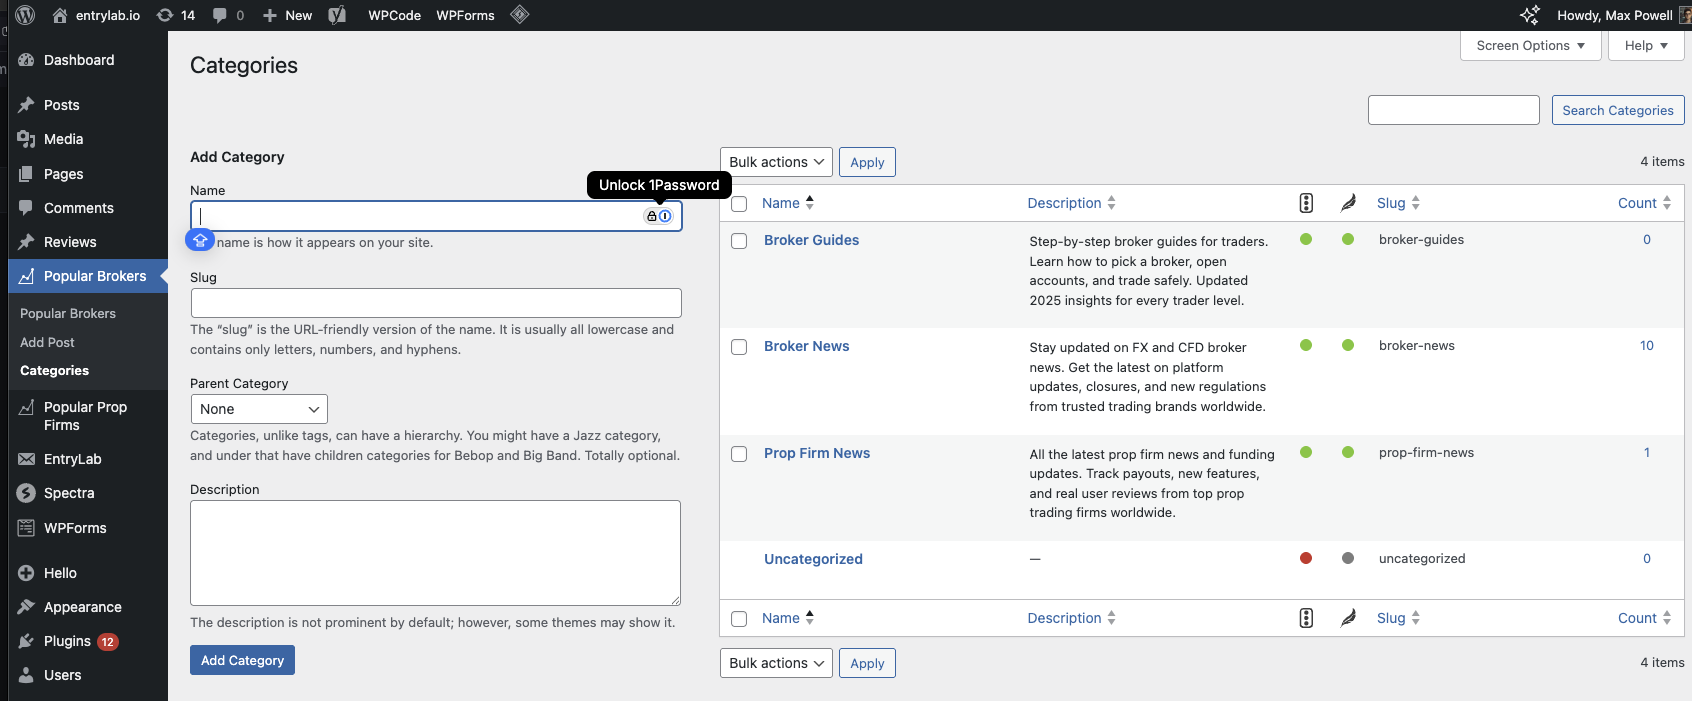 entrylab.io
14
0
New
WPCode
WPForms
Howdy, Max Powell
Dashboard
Posts
Media
Pages
Comments
Reviews
Popular Brokers
Popular Brokers
Add Post
Categories
Popular Prop
Firms
EntryLab
Spectra
WPForms
Hello
Appearance
Plugins 12
Users
Screen Options
Help
Categories
Search Categories
Add Category
Name
Unlock 1Password
name is how it appears on your site.
Slug
The “slug” is the URL-friendly version of the name. It is usually all lowercase and
contains only letters, numbers, and hyphens.
Parent Category
None
Categories, unlike tags, can have a hierarchy. You might have a Jazz category,
and under that have children categories for Bebop and Big Band. Totally optional.
Description
The description is not prominent by default; however, some themes may show it.
Add Category
Bulk actions
Apply
4 items
Name
Description
Slug
Count
Broker Guides
Step-by-step broker guides for traders.
Learn how to pick a broker, open
accounts, and trade safely. Updated
2025 insights for every trader level.
broker-guides
0
Broker News
Stay updated on FX and CFD broker
news. Get the latest on platform
updates, closures, and new regulations
from trusted trading brands worldwide.
broker-news
10
Prop Firm News
All the latest prop firm news and funding
updates. Track payouts, new features,
and real user reviews from top prop
trading firms worldwide.
prop-firm-news
1
Uncategorized
—
uncategorized
0
Name
Description
Slug
Count
Bulk actions
Apply
4 items